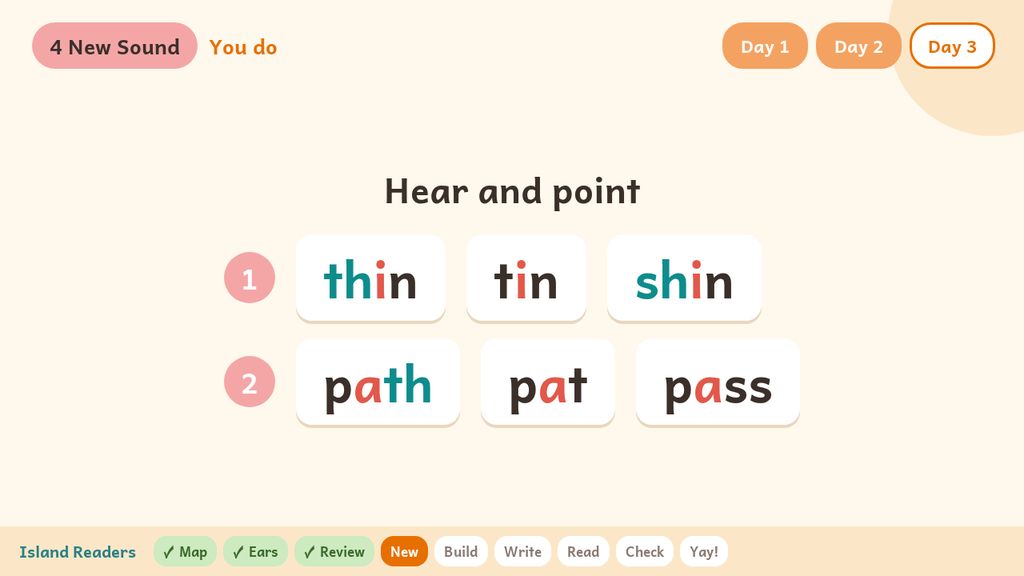 4 New Sound You do Day 1 Day 2 Day 3
Hear and point
1 thin tin shin
2 path pat pass
Island Readers ✓ Map ✓ Ears ✓ Review New Build Write Read Check Yay!